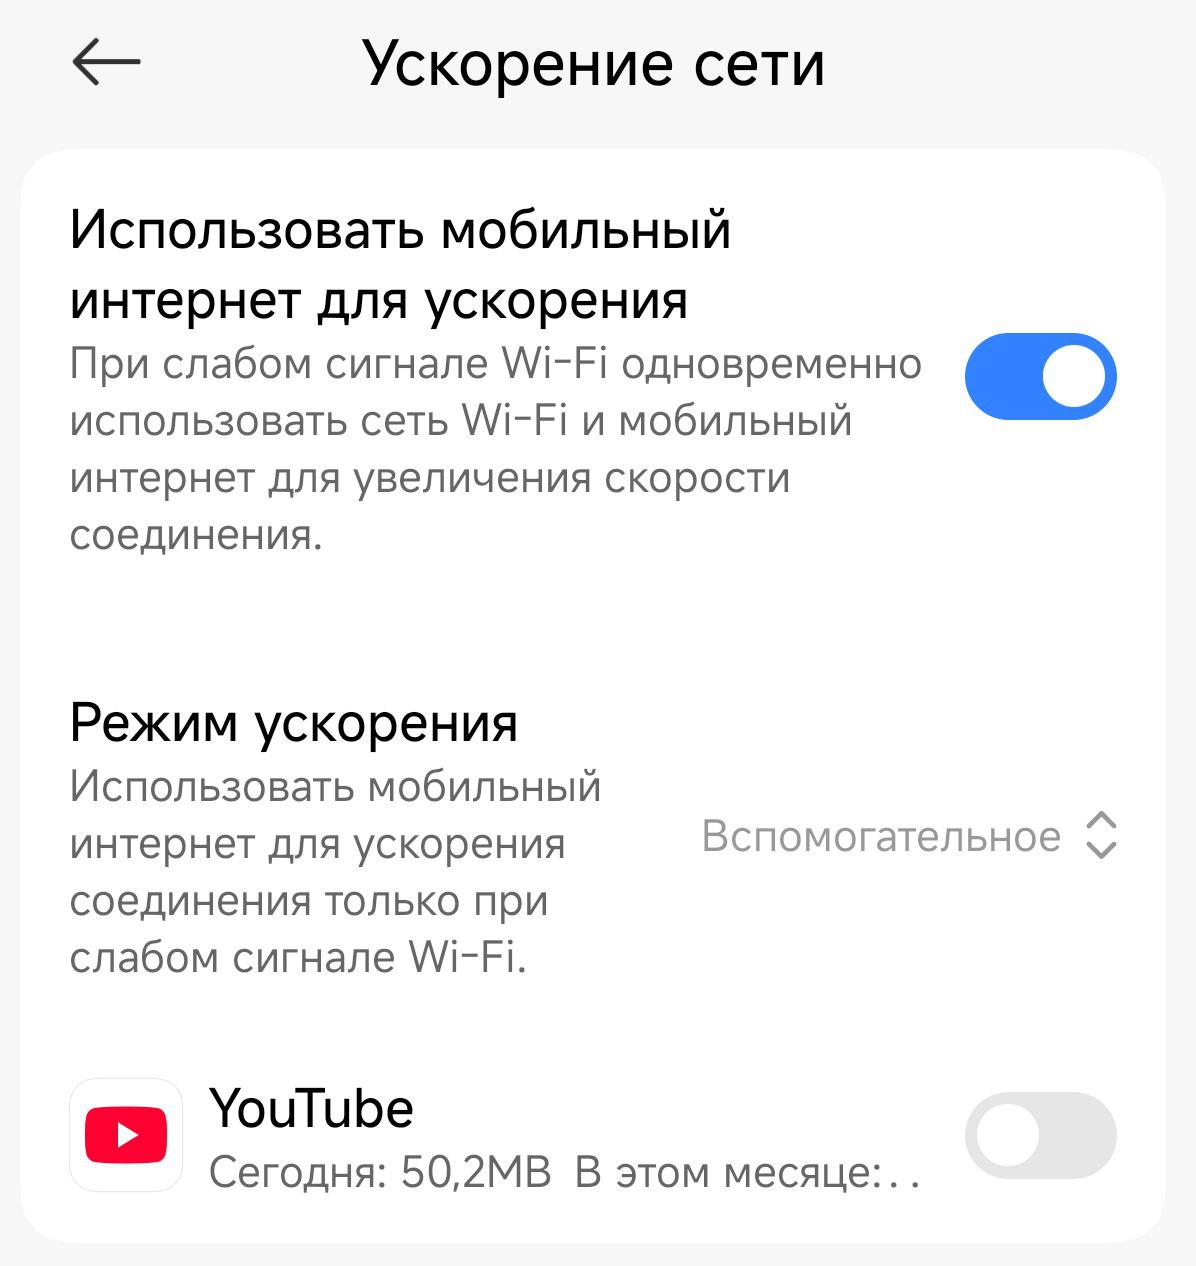 Ускорение сети
Использовать мобильный
интернет для ускорения
При слабом сигнале Wi-Fi одновременно
использовать сеть Wi-Fi и мобильный
интернет для увеличения скорости
соединения.
Режим ускорения
Использовать мобильный
интернет для ускорения
соединения только при
слабом сигнале Wi-Fi.
Вспомогательное
YouTube
Сегодня: 50,2MB В этом месяце:. .